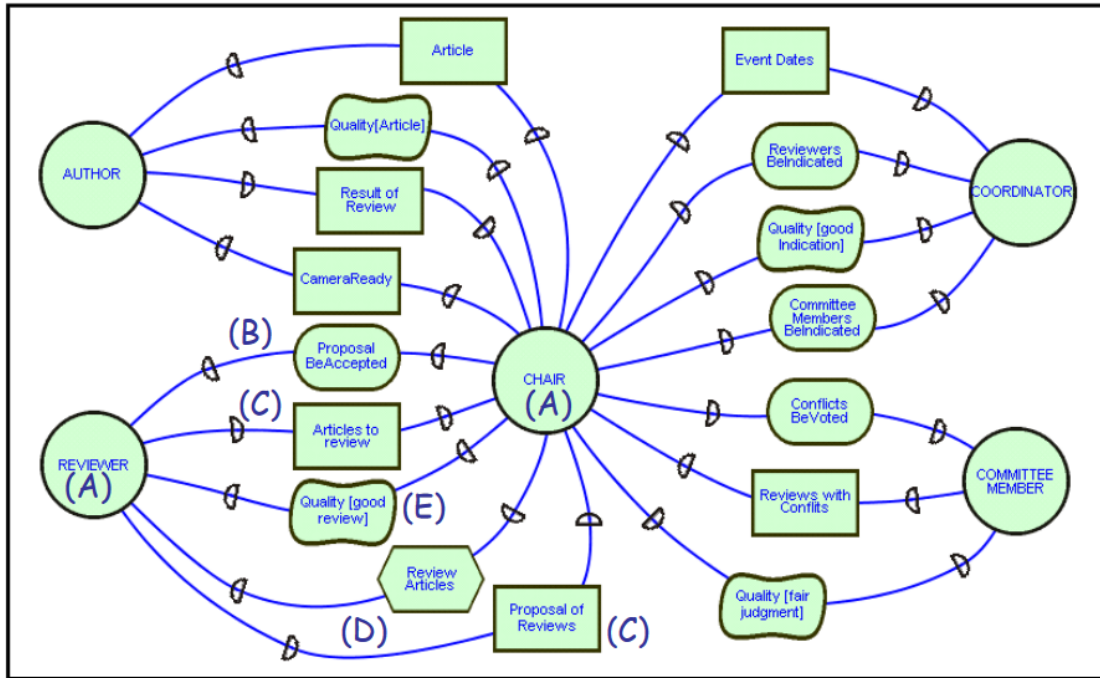 Article
Event Dates
Quality[Article]
Reviewers
BeIndicated
AUTHOR
Result of
Review
COORDINATOR
Quality [good
Indication]
CameraReady
Committee
Members
BeIndicated
(B)
Proposal
BeAccepted
CHAIR
(A)
Conflicts
BeVoted
(C)
Articles to
review
REVIEWER
(A)
COMMITTEE
MEMBER
Quality [good
review]
(E)
Reviews with
Conflits
Review
Articles
(D)
Proposal of
Reviews
(C)
Quality [fair
judgment]